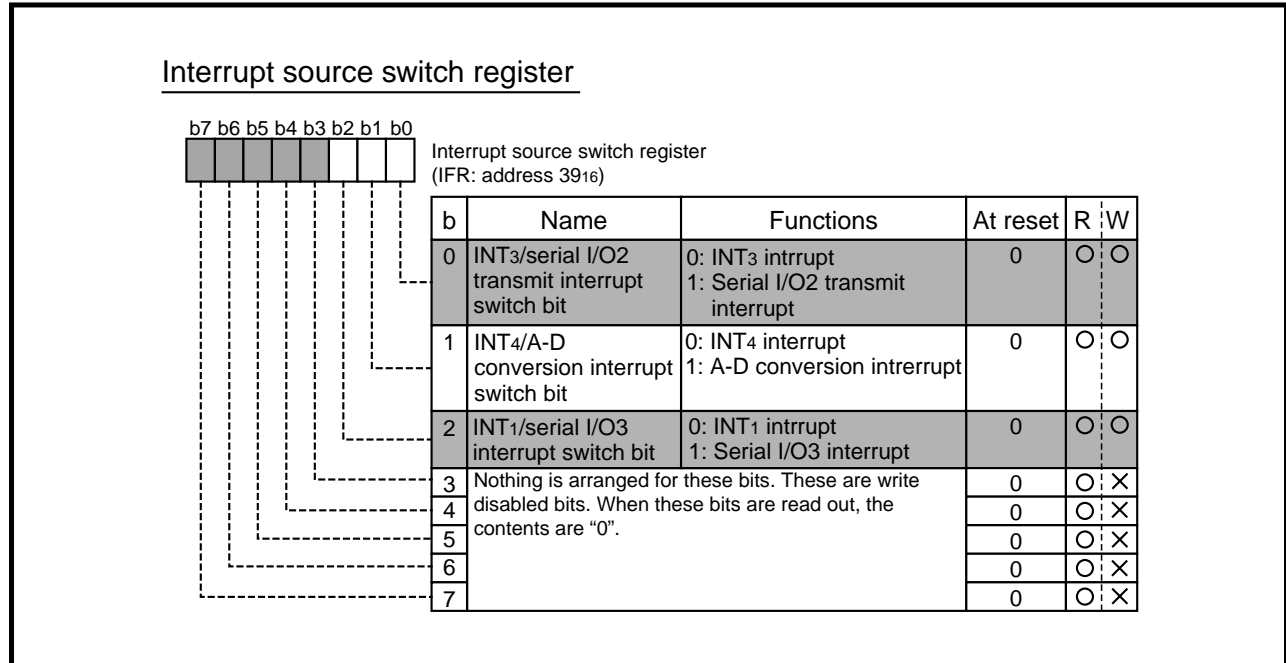 Interrupt source switch register
b7 b6 b5 b4 b3 b2 b1 b0
Interrupt source switch register
(IFR: address 3916)
b Name Functions At reset R W
0 INT3/serial I/O2 0: INT3 intrrupt 0 O O
transmit interrupt 1: Serial I/O2 transmit
switch bit interrupt
1 INT4/A-D 0: INT4 interrupt 0 O O
conversion interrupt 1: A-D conversion intrerrupt
switch bit
2 INT1/serial I/O3 0: INT1 intrrupt 0 O O
interrupt switch bit 1: Serial I/O3 interrupt
3 Nothing is arranged for these bits. These are write 0 O ×
4 disabled bits. When these bits are read out, the 0 O ×
contents are “0”.
5 0 O ×
6 0 O ×
7 0 O ×